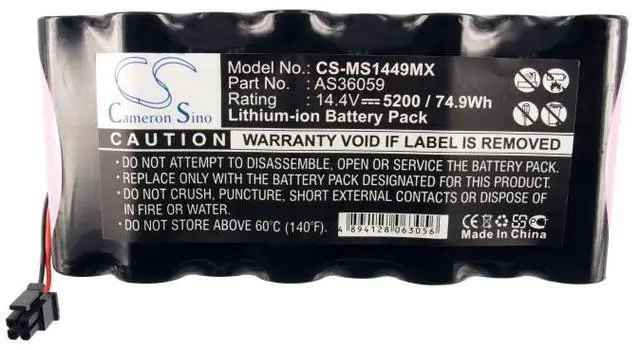 CS
Cameron Sino
Model No.: CS-MS1449MX
Part No.: AS36059
Rating : 14.4V 5200 / 74.9Wh
Lithium-ion Battery Pack
CAUTION WARRANTY VOID IF LABEL IS REMOVED
• DO NOT ATTEMPT TO DISASSEMBLE, OPEN OR SERVICE THE BATTERY PACK.
• REPLACE ONLY WITH THE BATTERY DESIGNATED FOR THIS PRODUCT.
• DO NOT CRUSH, PUNCTURE, SHORT EXTERNAL CONTACTS OR DISPOSE OF
IN FIRE OR WATER.
• DO NOT STORE ABOVE 60℃ (140℉).
4 894128 063056
CE
Made in China